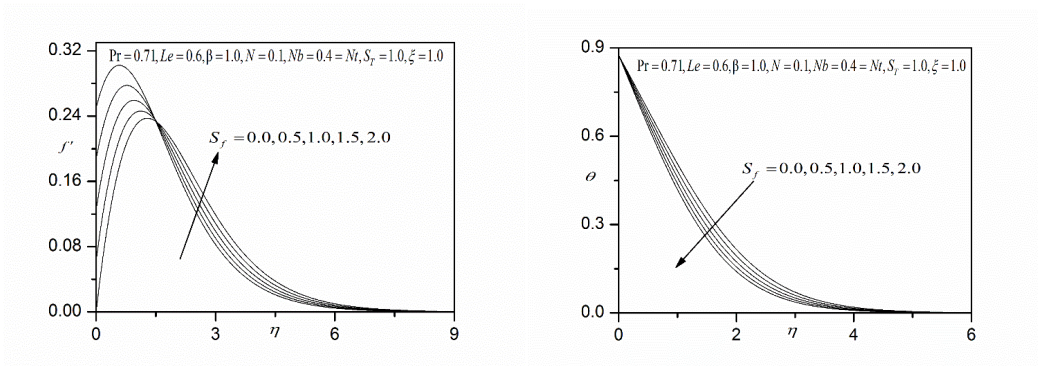 0.32
Pr = 0.71, Le = 0.6, β = 1.0, N = 0.1, Nb = 0.4 = Nt, S_T = 1.0, ξ = 1.0
0.24
f'
S_f = 0.0, 0.5, 1.0, 1.5, 2.0
0.16
0.08
0.00
0 3 η 6 9
0.9
Pr = 0.71, Le = 0.6, β = 1.0, N = 0.1, Nb = 0.4 = Nt, S_T = 1.0, ξ = 1.0
0.6
θ
S_f = 0.0, 0.5, 1.0, 1.5, 2.0
0.3
0.0
0 2 η 4 6